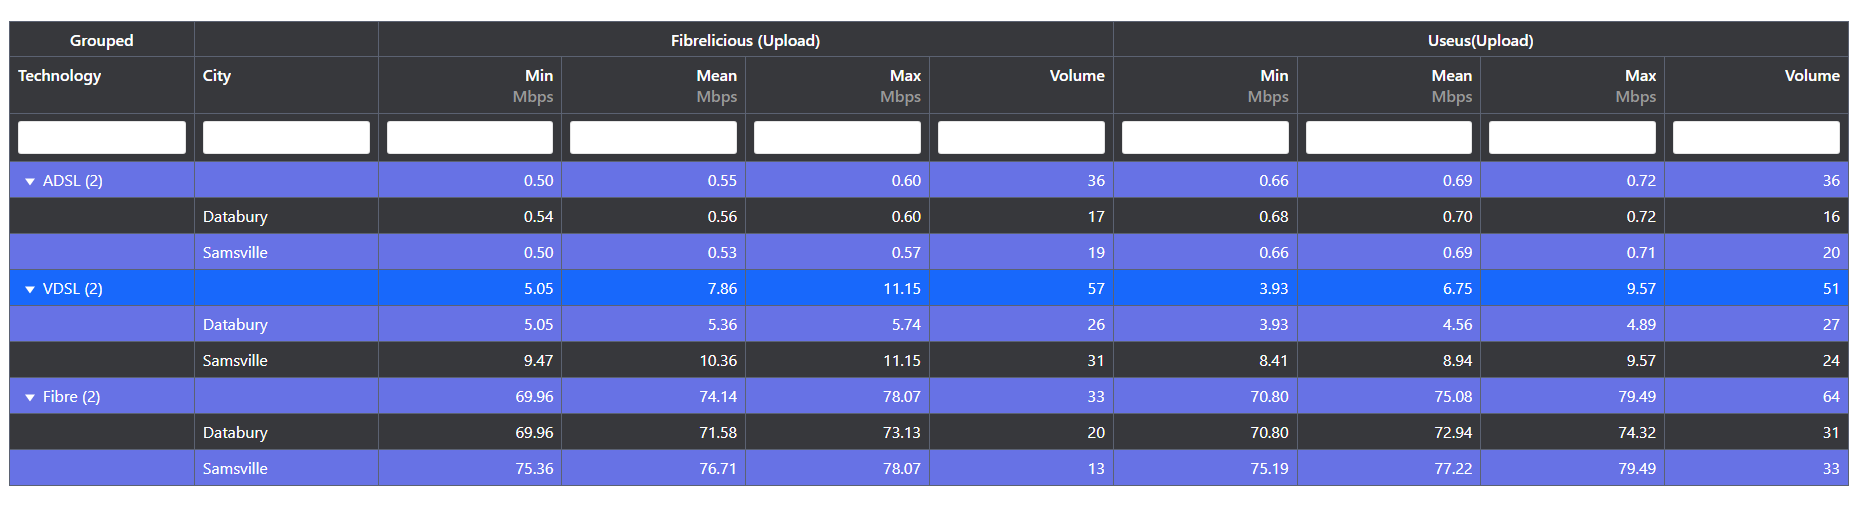 Grouped Fibrelicious (Upload) Useus(Upload)
Technology City Min Mean Max Volume Min Mean Max Volume
Mbps Mbps Mbps Mbps Mbps Mbps
▼ ADSL (2) 0.50 0.55 0.60 36 0.66 0.69 0.72 36
Databury 0.54 0.56 0.60 17 0.68 0.70 0.72 16
Samsville 0.50 0.53 0.57 19 0.66 0.69 0.71 20
▼ VDSL (2) 5.05 7.86 11.15 57 3.93 6.75 9.57 51
Databury 5.05 5.36 5.74 26 3.93 4.56 4.89 27
Samsville 9.47 10.36 11.15 31 8.41 8.94 9.57 24
▼ Fibre (2) 69.96 74.14 78.07 33 70.80 75.08 79.49 64
Databury 69.96 71.58 73.13 20 70.80 72.94 74.32 31
Samsville 75.36 76.71 78.07 13 75.19 77.22 79.49 33